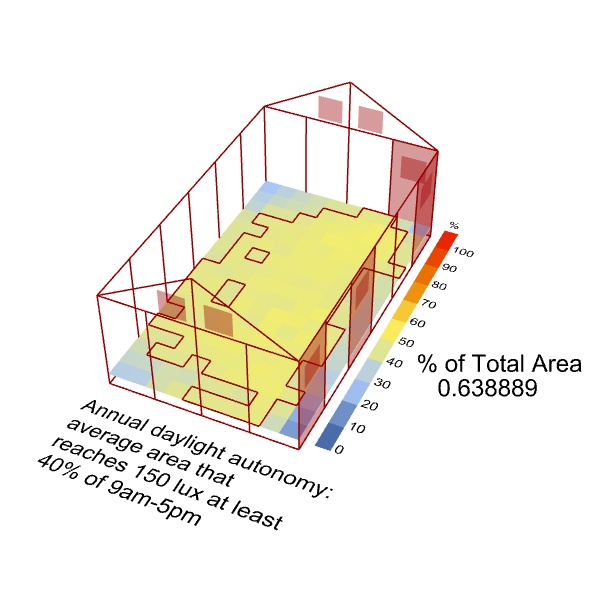 %
100
90
80
70
60
50
40
30
20
10
0
% of Total Area
0.638889
Annual daylight autonomy:
average area that
reaches 150 lux at least
40% of 9am-5pm